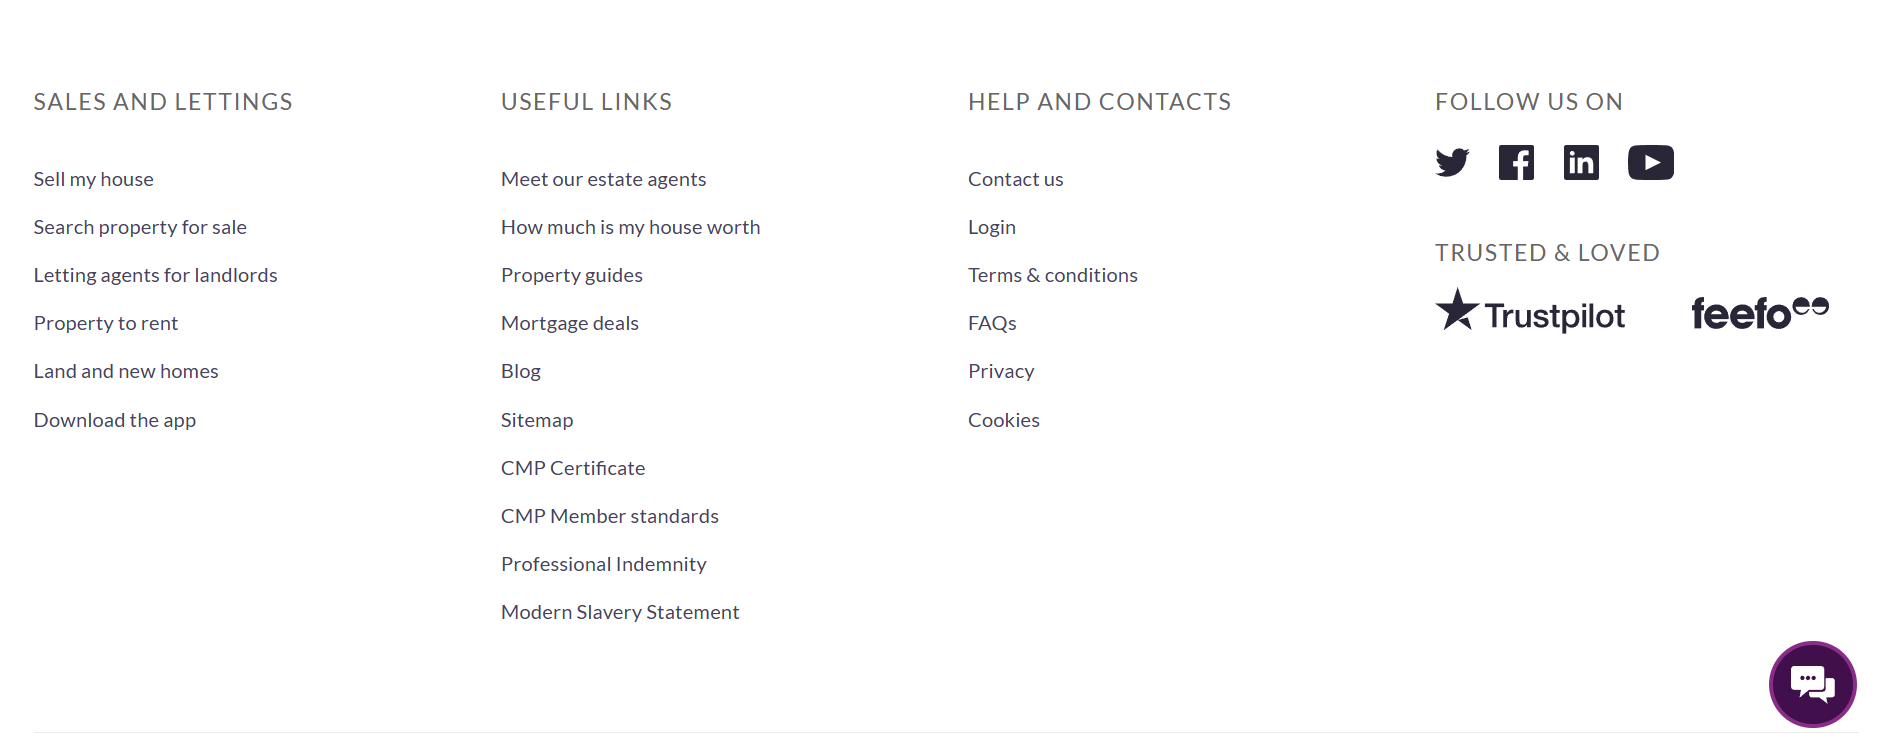 SALES AND LETTINGS
Sell my house
Search property for sale
Letting agents for landlords
Property to rent
Land and new homes
Download the app
USEFUL LINKS
Meet our estate agents
How much is my house worth
Property guides
Mortgage deals
Blog
Sitemap
CMP Certificate
CMP Member standards
Professional Indemnity
Modern Slavery Statement
HELP AND CONTACTS
Contact us
Login
Terms & conditions
FAQs
Privacy
Cookies
FOLLOW US ON
TRUSTED & LOVED
Trustpilot
feefo